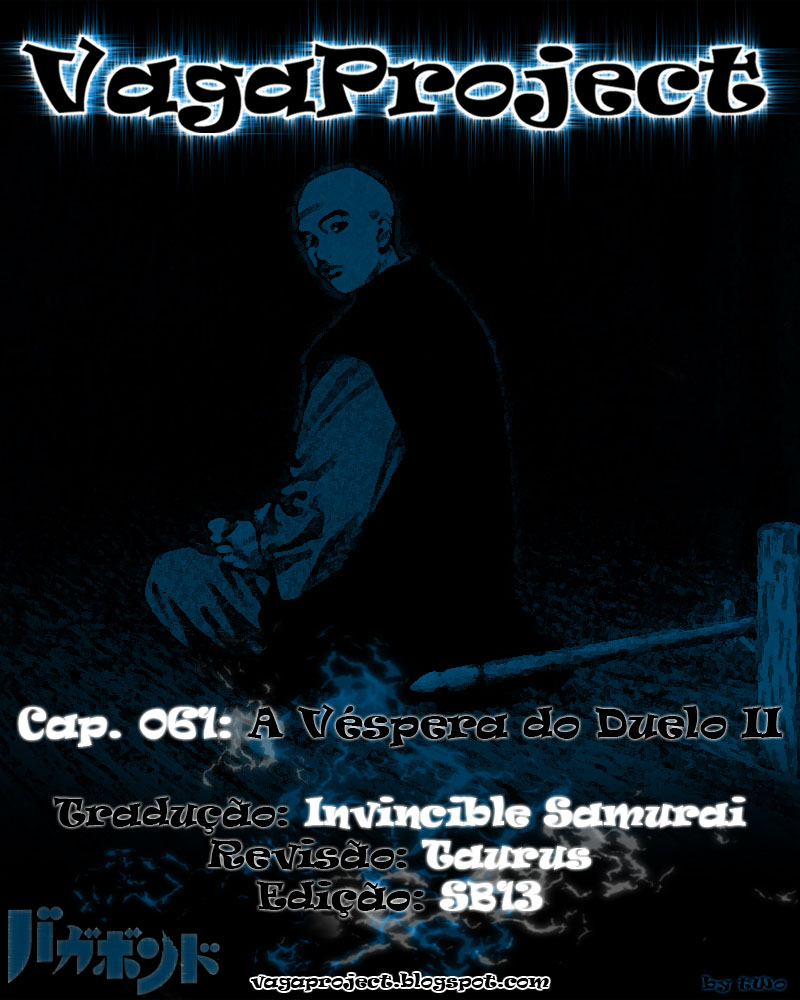 VagaProject
Cap. 061: A Véspera do Duelo II
Tradução: Invincible Samurai
Revisão: Taurus
Edição: SB13
バガボンド
vagaproject.blogspot.com
by tWo